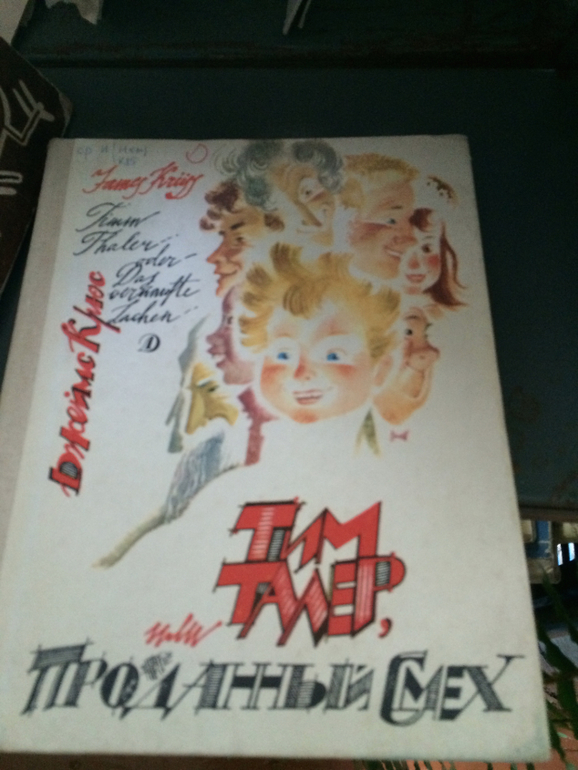 James Krüss
Timm
Thaler
oder
Das
verkaufte
Lachen
Д
Джеймс Крюс
Тим
Талер,
или
Проданный Смех